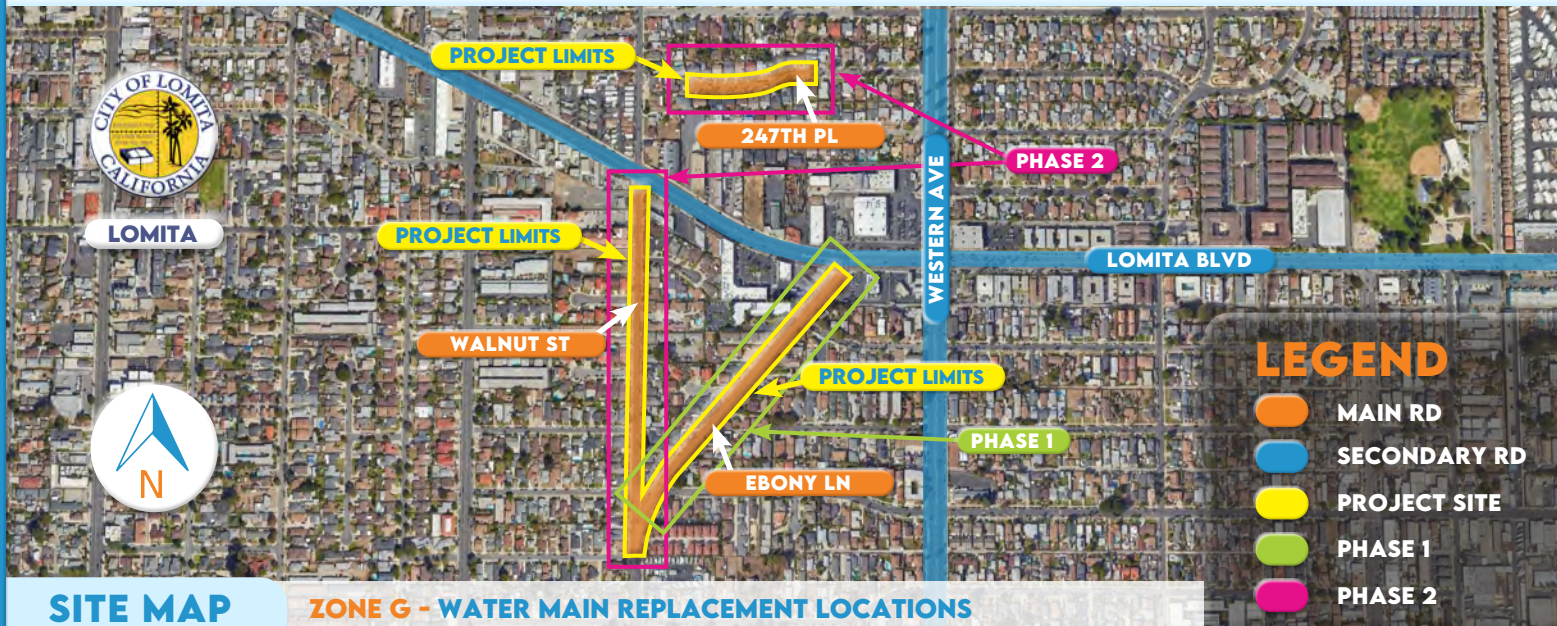 PROJECT LIMITS
247TH PL
CITY OF LOMITA
CALIFORNIA
LOMITA
PHASE 2
WESTERN AVE
PROJECT LIMITS
LOMITA BLVD
WALNUT ST
PROJECT LIMITS
PHASE 1
EBONY LN
N
LEGEND
MAIN RD
SECONDARY RD
PROJECT SITE
PHASE 1
PHASE 2
SITE MAP
ZONE G - WATER MAIN REPLACEMENT LOCATIONS